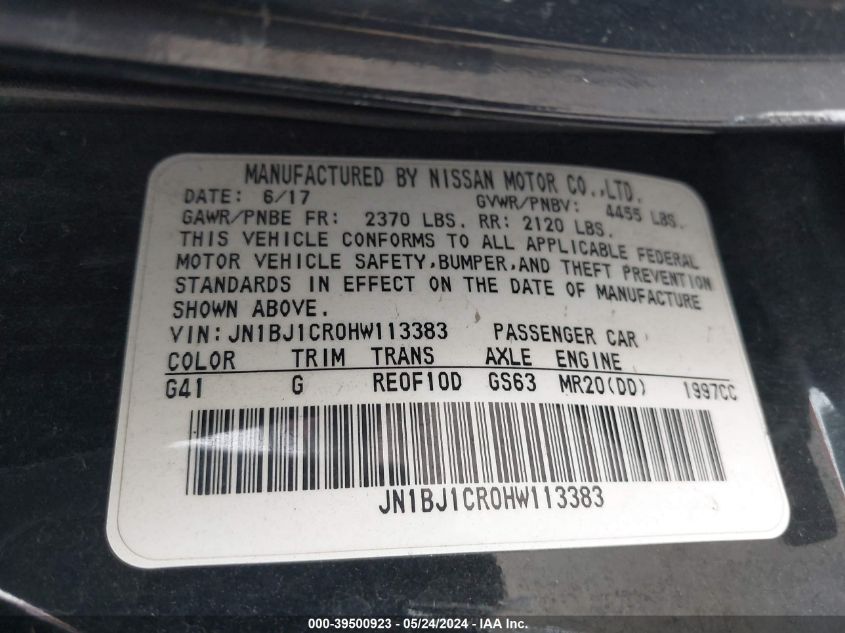 MANUFACTURED BY NISSAN MOTOR CO.,LTD.
DATE: 6/17 GVWR/PNBV: 4455 LBS.
GAWR/PNBE FR: 2370 LBS. RR: 2120 LBS.
THIS VEHICLE CONFORMS TO ALL APPLICABLE FEDERAL
MOTOR VEHICLE SAFETY,BUMPER,AND THEFT PREVENTION
STANDARDS IN EFFECT ON THE DATE OF MANUFACTURE
SHOWN ABOVE.
VIN: JN1BJ1CR0HW113383 PASSENGER CAR
COLOR TRIM TRANS AXLE ENGINE
G41 G RE0F10D GS63 MR20(DD) 1997CC
JN1BJ1CR0HW113383
000-39500923 - 05/24/2024 - IAA Inc.